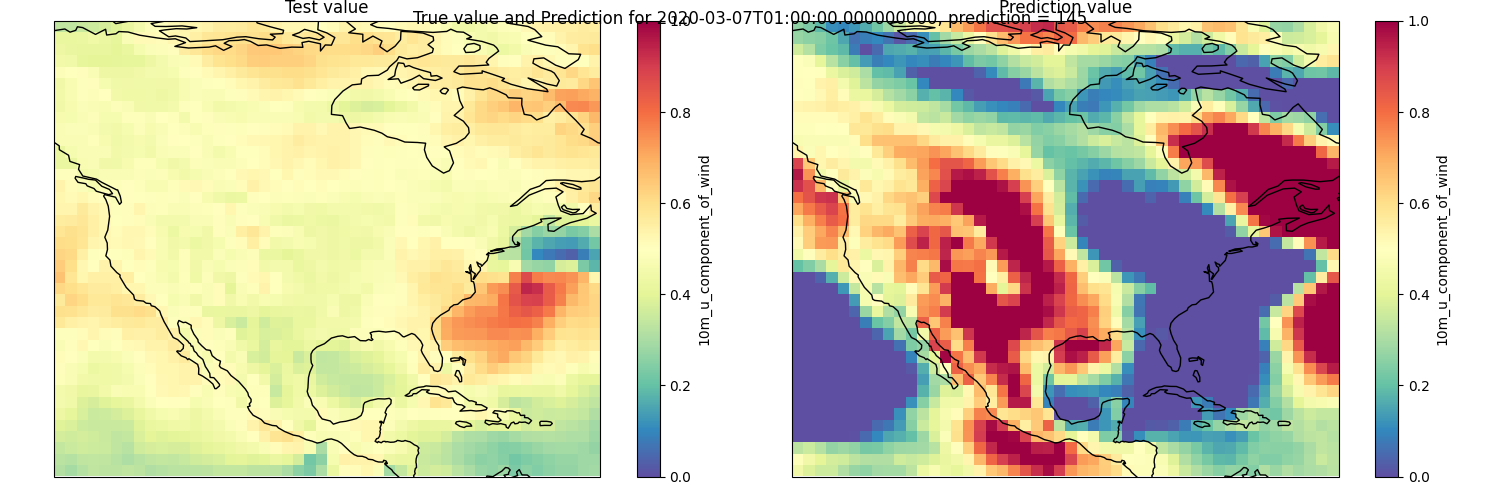 Test value
Prediction value
True value and Prediction for 2020-03-07T01:00:00.000000000, prediction = 145
1.0
0.8
0.6
0.4
0.2
0.0
10m_u_component_of_wind
1.0
0.8
0.6
0.4
0.2
0.0
10m_u_component_of_wind